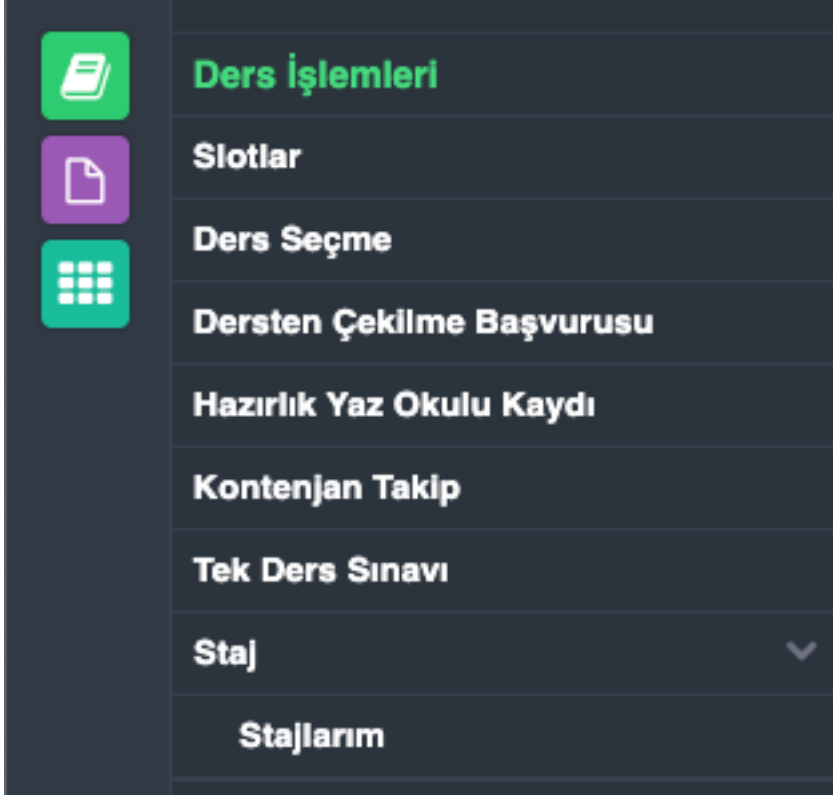 Ders İşlemleri
Slotlar
Ders Seçme
Dersten Çekilme Başvurusu
Hazırlık Yaz Okulu Kaydı
Kontenjan Takip
Tek Ders Sınavı
Staj
Stajlarım